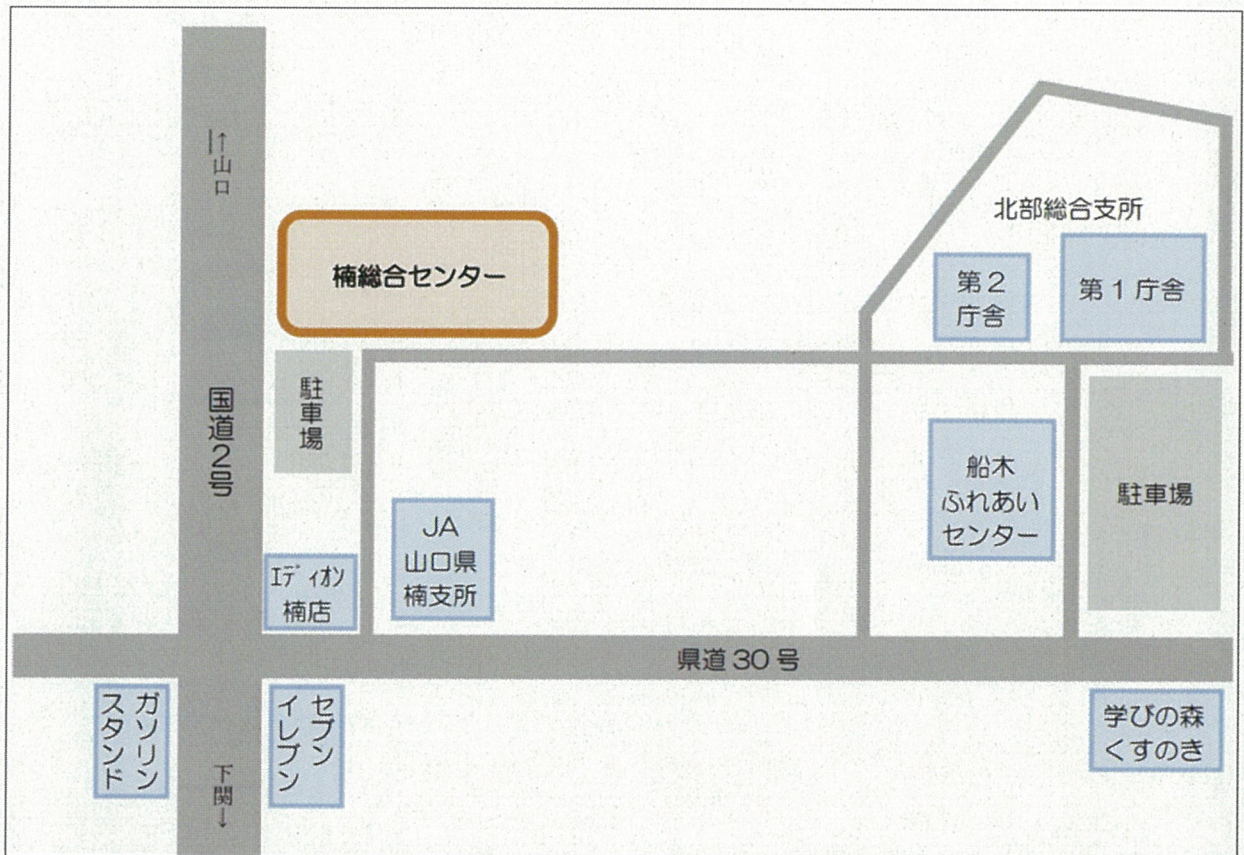 ↑山口
北部総合支所
楠総合センター
第2
庁舎
第1庁舎
国道2号
駐車場
船木
ふれあい
センター
駐車場
JA
山口県
楠支所
エディオン
楠店
県道30号
ガソリン
スタンド
セブン
イレブン
学びの森
くすのき
下関↓